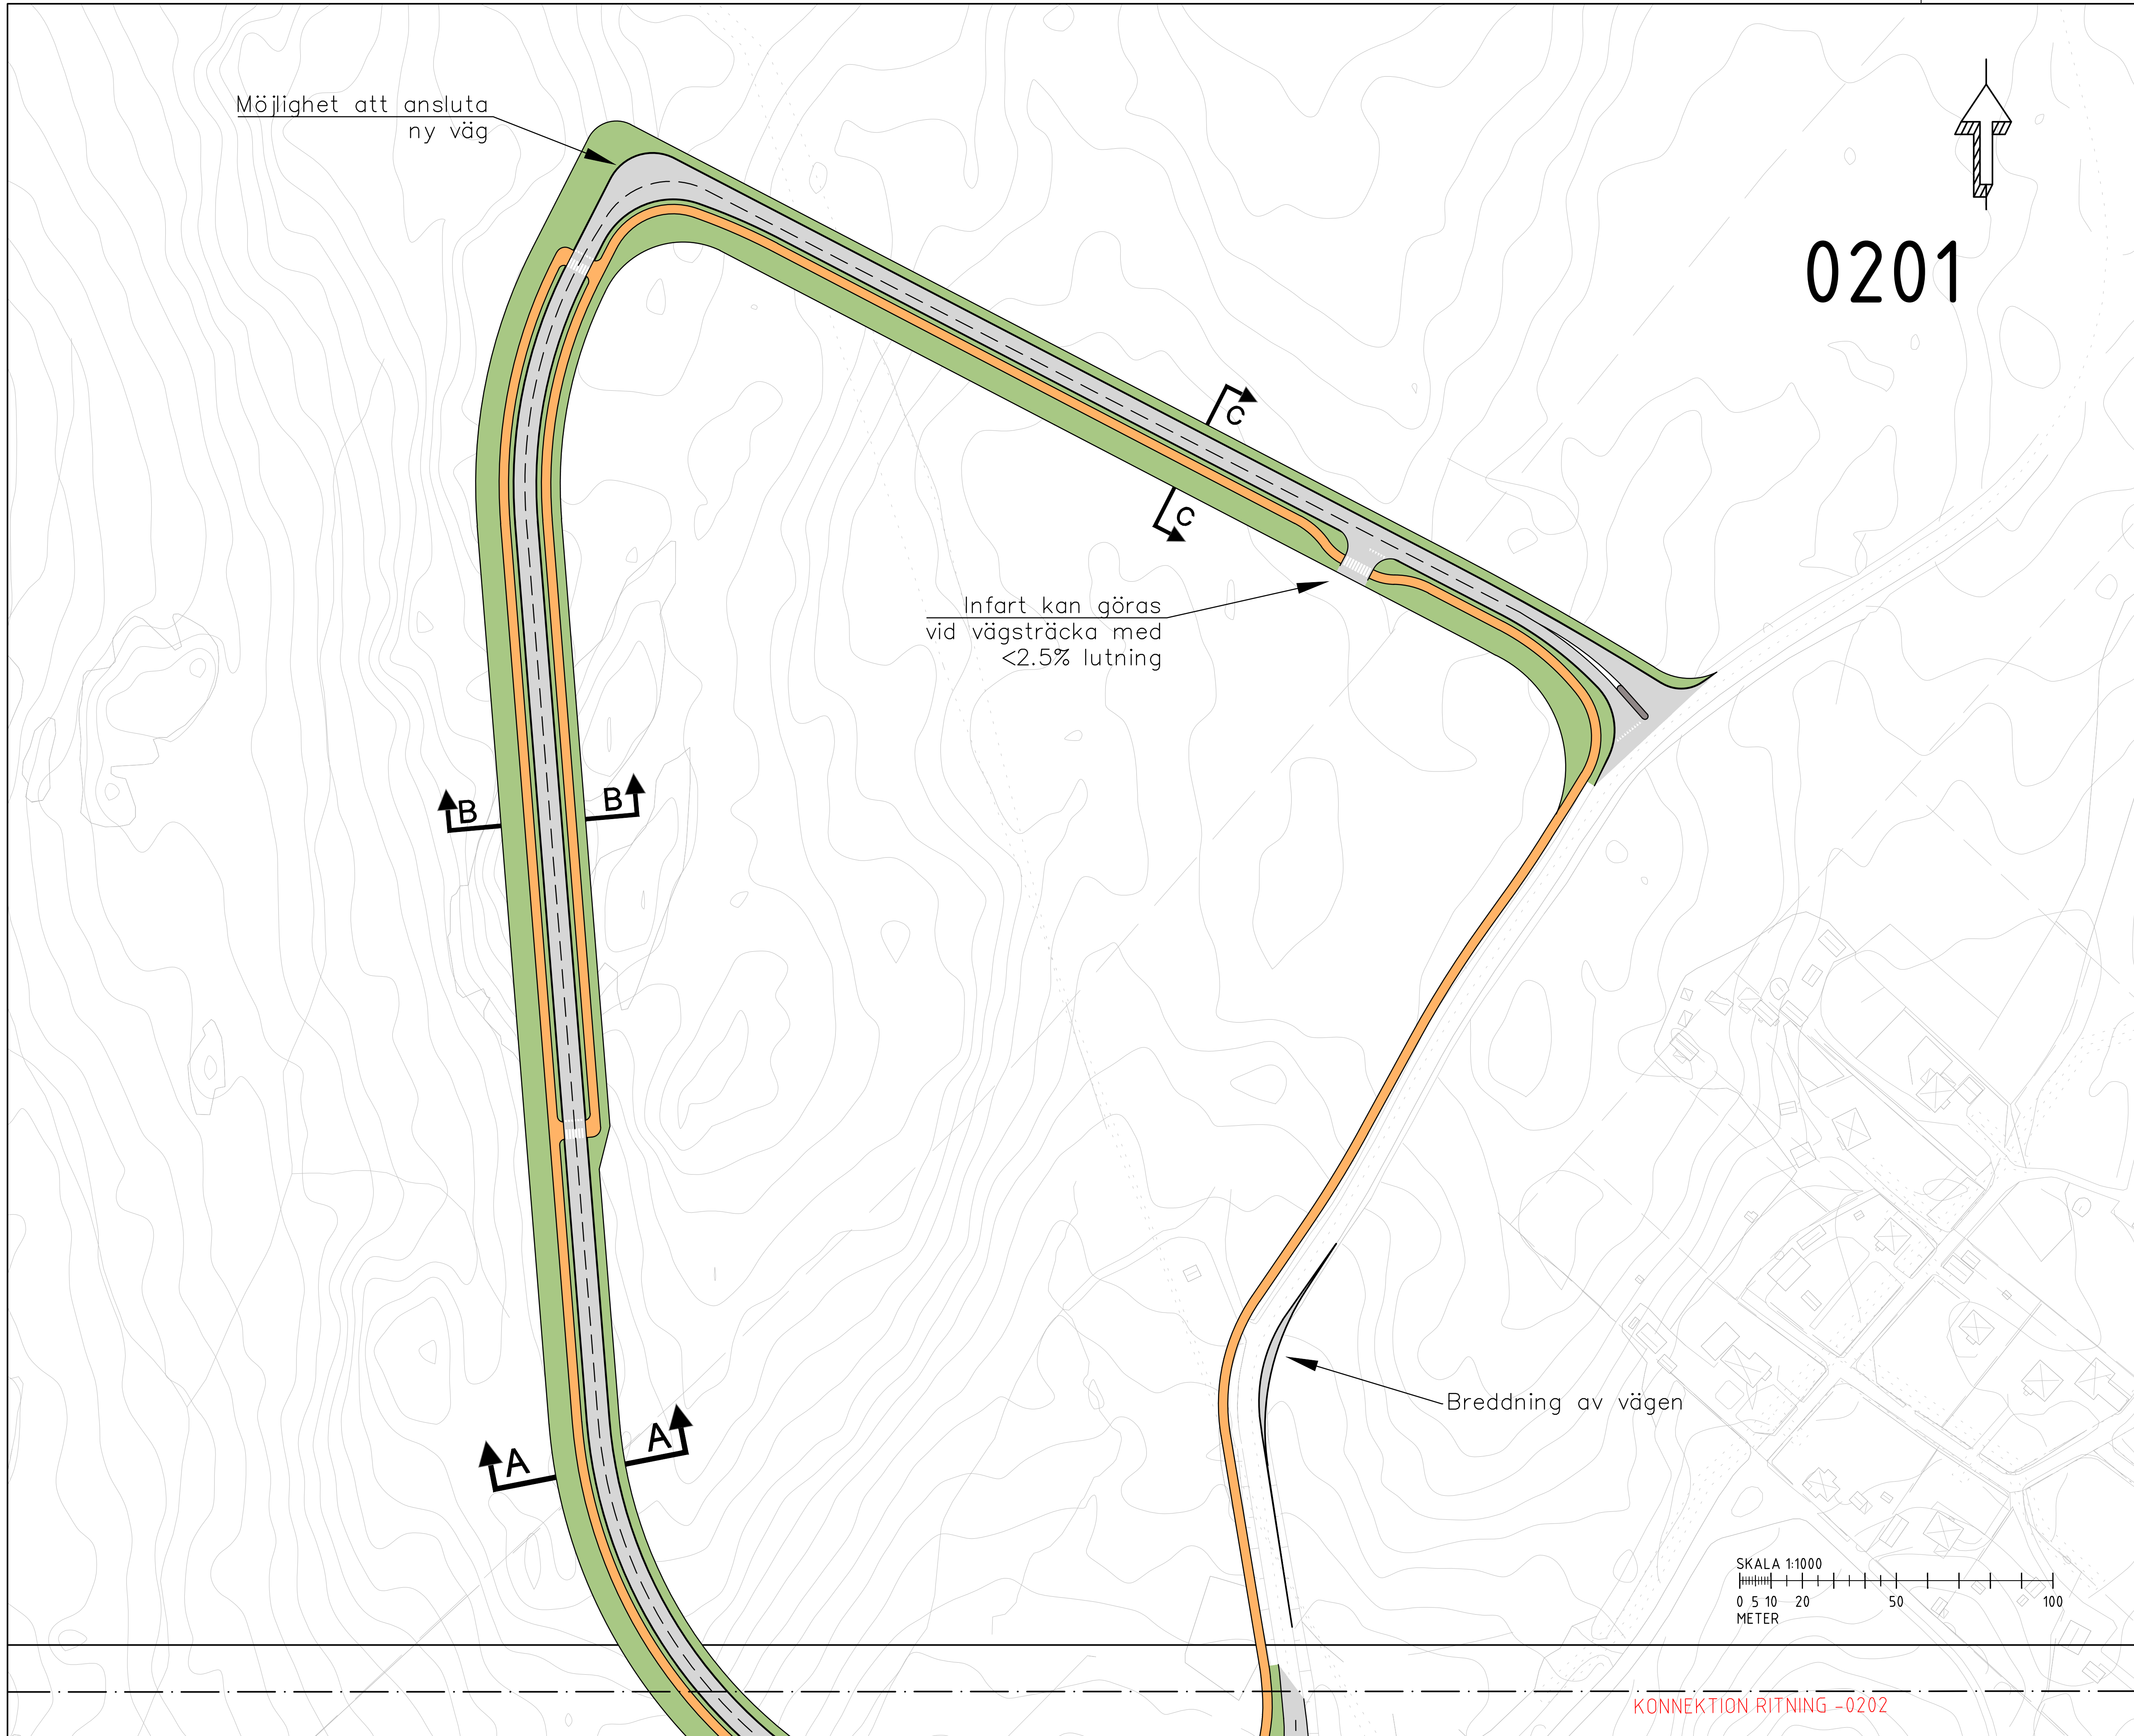 Möjlighet att ansluta
ny väg
0201
C
C
Infart kan göras
vid vägsträcka med
<2.5% lutning
B
B
A
A
Breddning av vägen
SKALA 1:1000
0 5 10 20 50 100
METER
KONNEKTION RITNING -0202